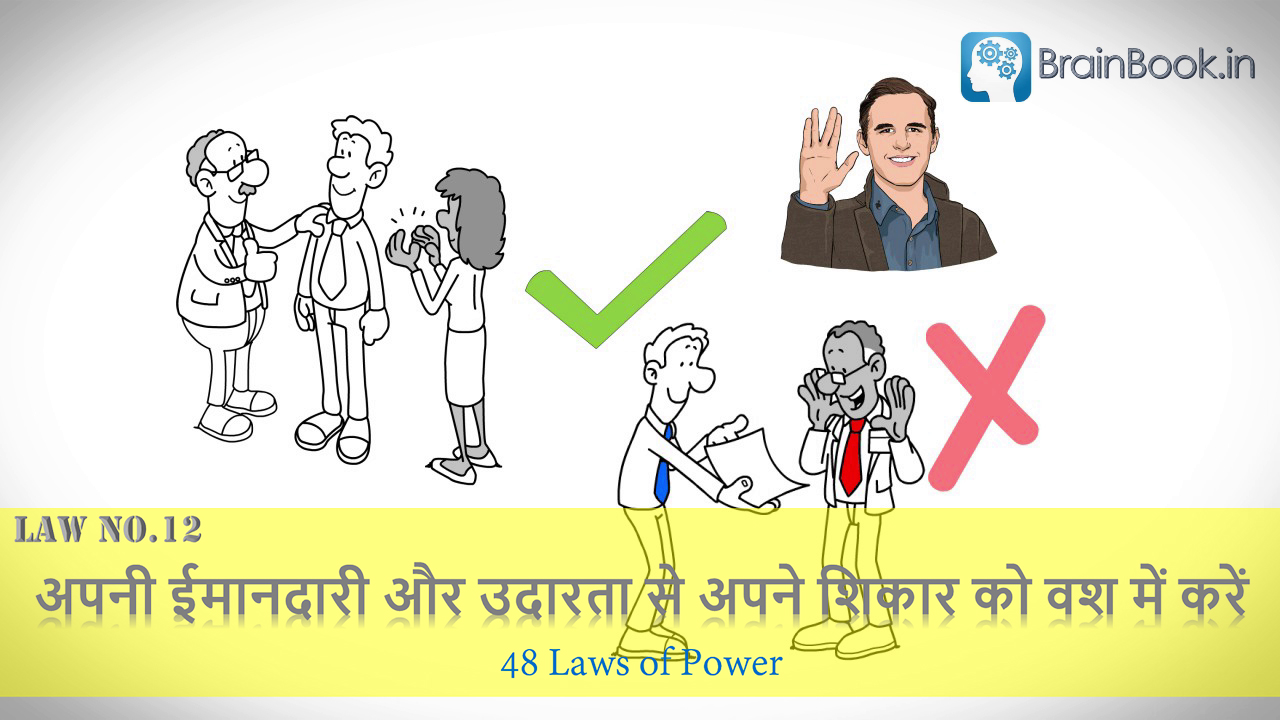 BrainBook.in
LAW NO.12
अपनी ईमानदारी और उदारता से अपने शिकार को वश में करें
48 Laws of Power